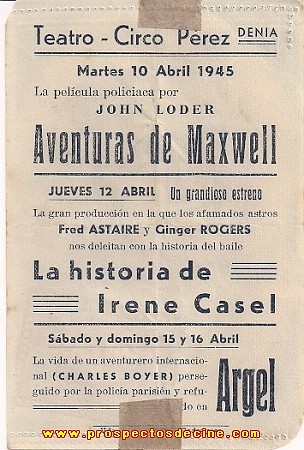 Teatro - Circo Pérez DENIA
Martes 10 Abril 1945
La película policiaca por
JOHN LODER
Aventuras de Maxwell
JUEVES 12 ABRIL Un grandioso estreno
La gran producción en la que los afamados astros
Fred ASTAIRE y Ginger ROGERS
nos deleitan con la historia del baile
La historia de
Irene Casel
Sábado y domingo 15 y 16 Abril
La vida de un aventurero internacio-
nal (CHARLES BOYER) perse-
guido por la policía parisién y refu-
do en
Argel
www.prospectosdecine.com